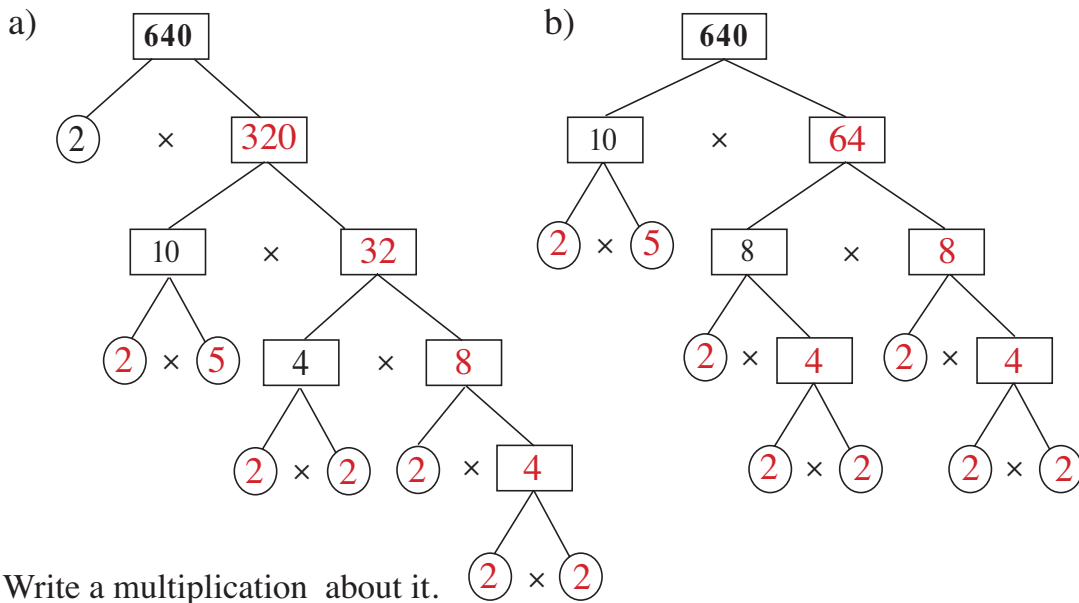 a) b)
640 640
2 × 320 10 × 64
10 × 32 2 × 5 8 × 8
2 × 5 4 × 8 2 × 4 2 × 4
2 × 2 2 × 4 2 × 2 2 × 2
2 × 2
Write a multiplication about it.